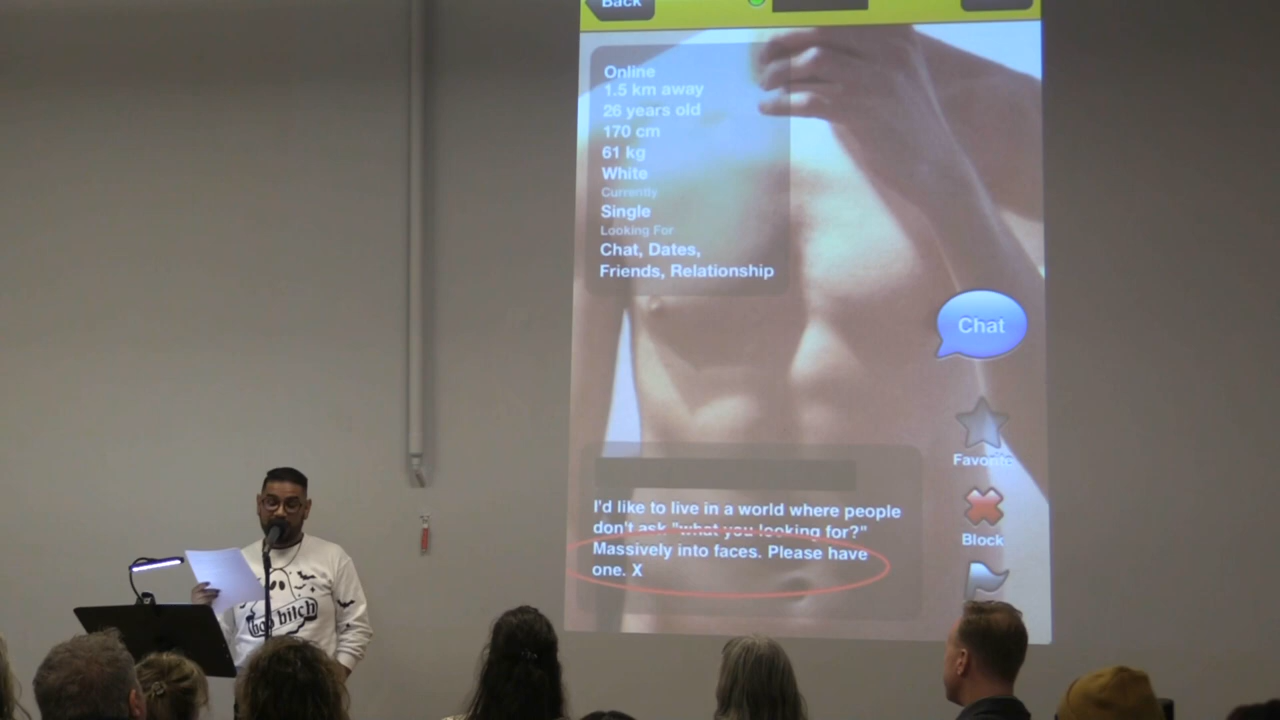 Back
Online
1.5 km away
26 years old
170 cm
61 kg
White
Currently
Single
Looking For
Chat, Dates,
Friends, Relationship
Chat
Favorite
Block
I'd like to live in a world where people
don't ask "what you looking for?"
Massively into faces. Please have
one. X
boo bitch